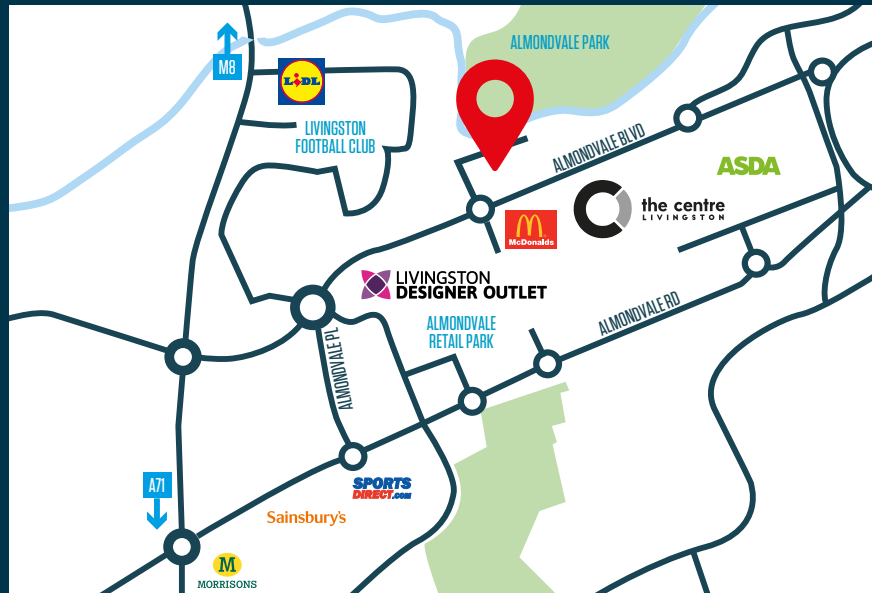 ALMONDVALE PARK
M8
LiDL
LIVINGSTON
FOOTBALL CLUB
ALMONDVALE BLVD
ASDA
the centre
LIVINGSTON
M
McDonalds
LIVINGSTON
DESIGNER OUTLET
ALMONDVALE
RETAIL PARK
ALMONDVALE RD
ALMONDVALE PL
A71
SPORTS
DIRECT.COM
Sainsbury's
M
MORRISONS